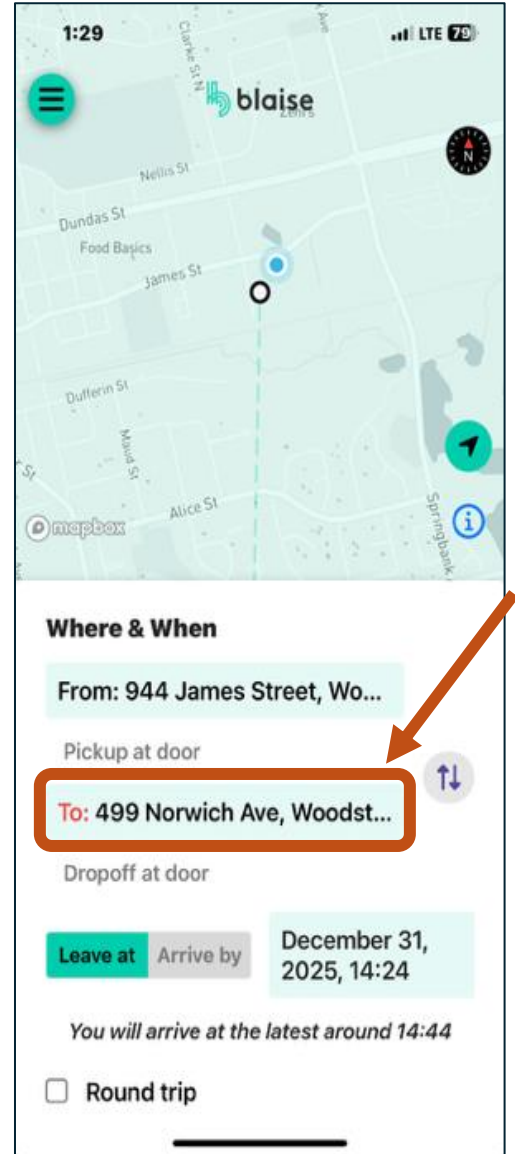 1:29
LTE 79
Clarke St N
Ave
blaise
Zehrs
N
Nellis St
Dundas St
Food Basics
James St
Dufferin St
Maud St
St
Alice St
mapbox
Springbank
i
Where & When
From: 944 James Street, Wo...
Pickup at door
To: 499 Norwich Ave, Woodst...
Dropoff at door
Leave at Arrive by
December 31,
2025, 14:24
You will arrive at the latest around 14:44
Round trip